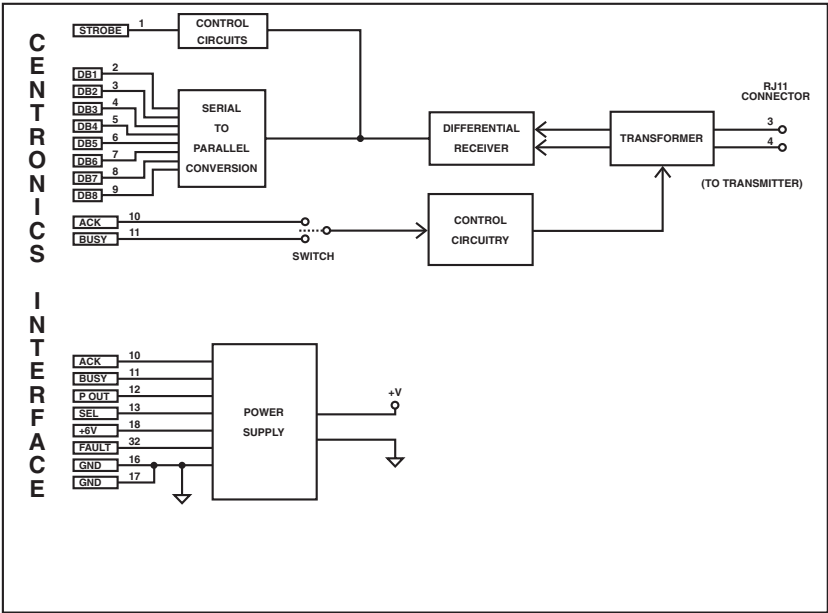 CENTRONICS INTERFACE
STROBE 1
CONTROL
CIRCUITS
DB1 2
DB2 3
DB3 4
DB4 5
DB5 6
DB6 7
DB7 8
DB8 9
SERIAL
TO
PARALLEL
CONVERSION
DIFFERENTIAL
RECEIVER
TRANSFORMER
RJ11
CONNECTOR
3
4
(TO TRANSMITTER)
ACK 10
BUSY 11
SWITCH
CONTROL
CIRCUITRY
ACK 10
BUSY 11
P OUT 12
SEL 13
+6V 18
FAULT 32
GND 16
GND 17
POWER
SUPPLY
+V